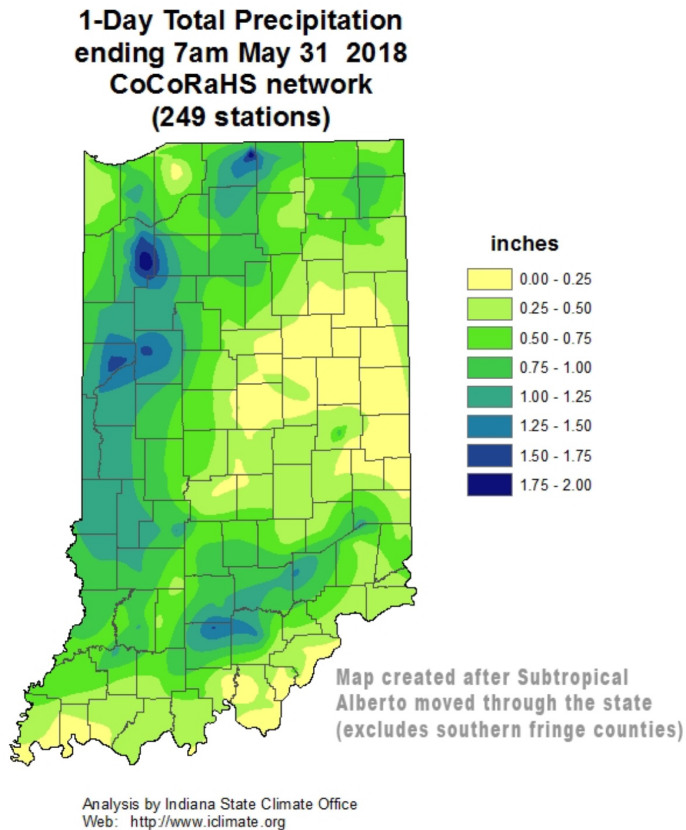 1-Day Total Precipitation
ending 7am May 31  2018
CoCoRaHS network
(249 stations)
inches
0.00 - 0.25
0.25 - 0.50
0.50 - 0.75
0.75 - 1.00
1.00 - 1.25
1.25 - 1.50
1.50 - 1.75
1.75 - 2.00
Map created after Subtropical
Alberto moved through the state
(excludes southern fringe counties)
Analysis by Indiana State Climate Office
Web:  http://www.iclimate.org